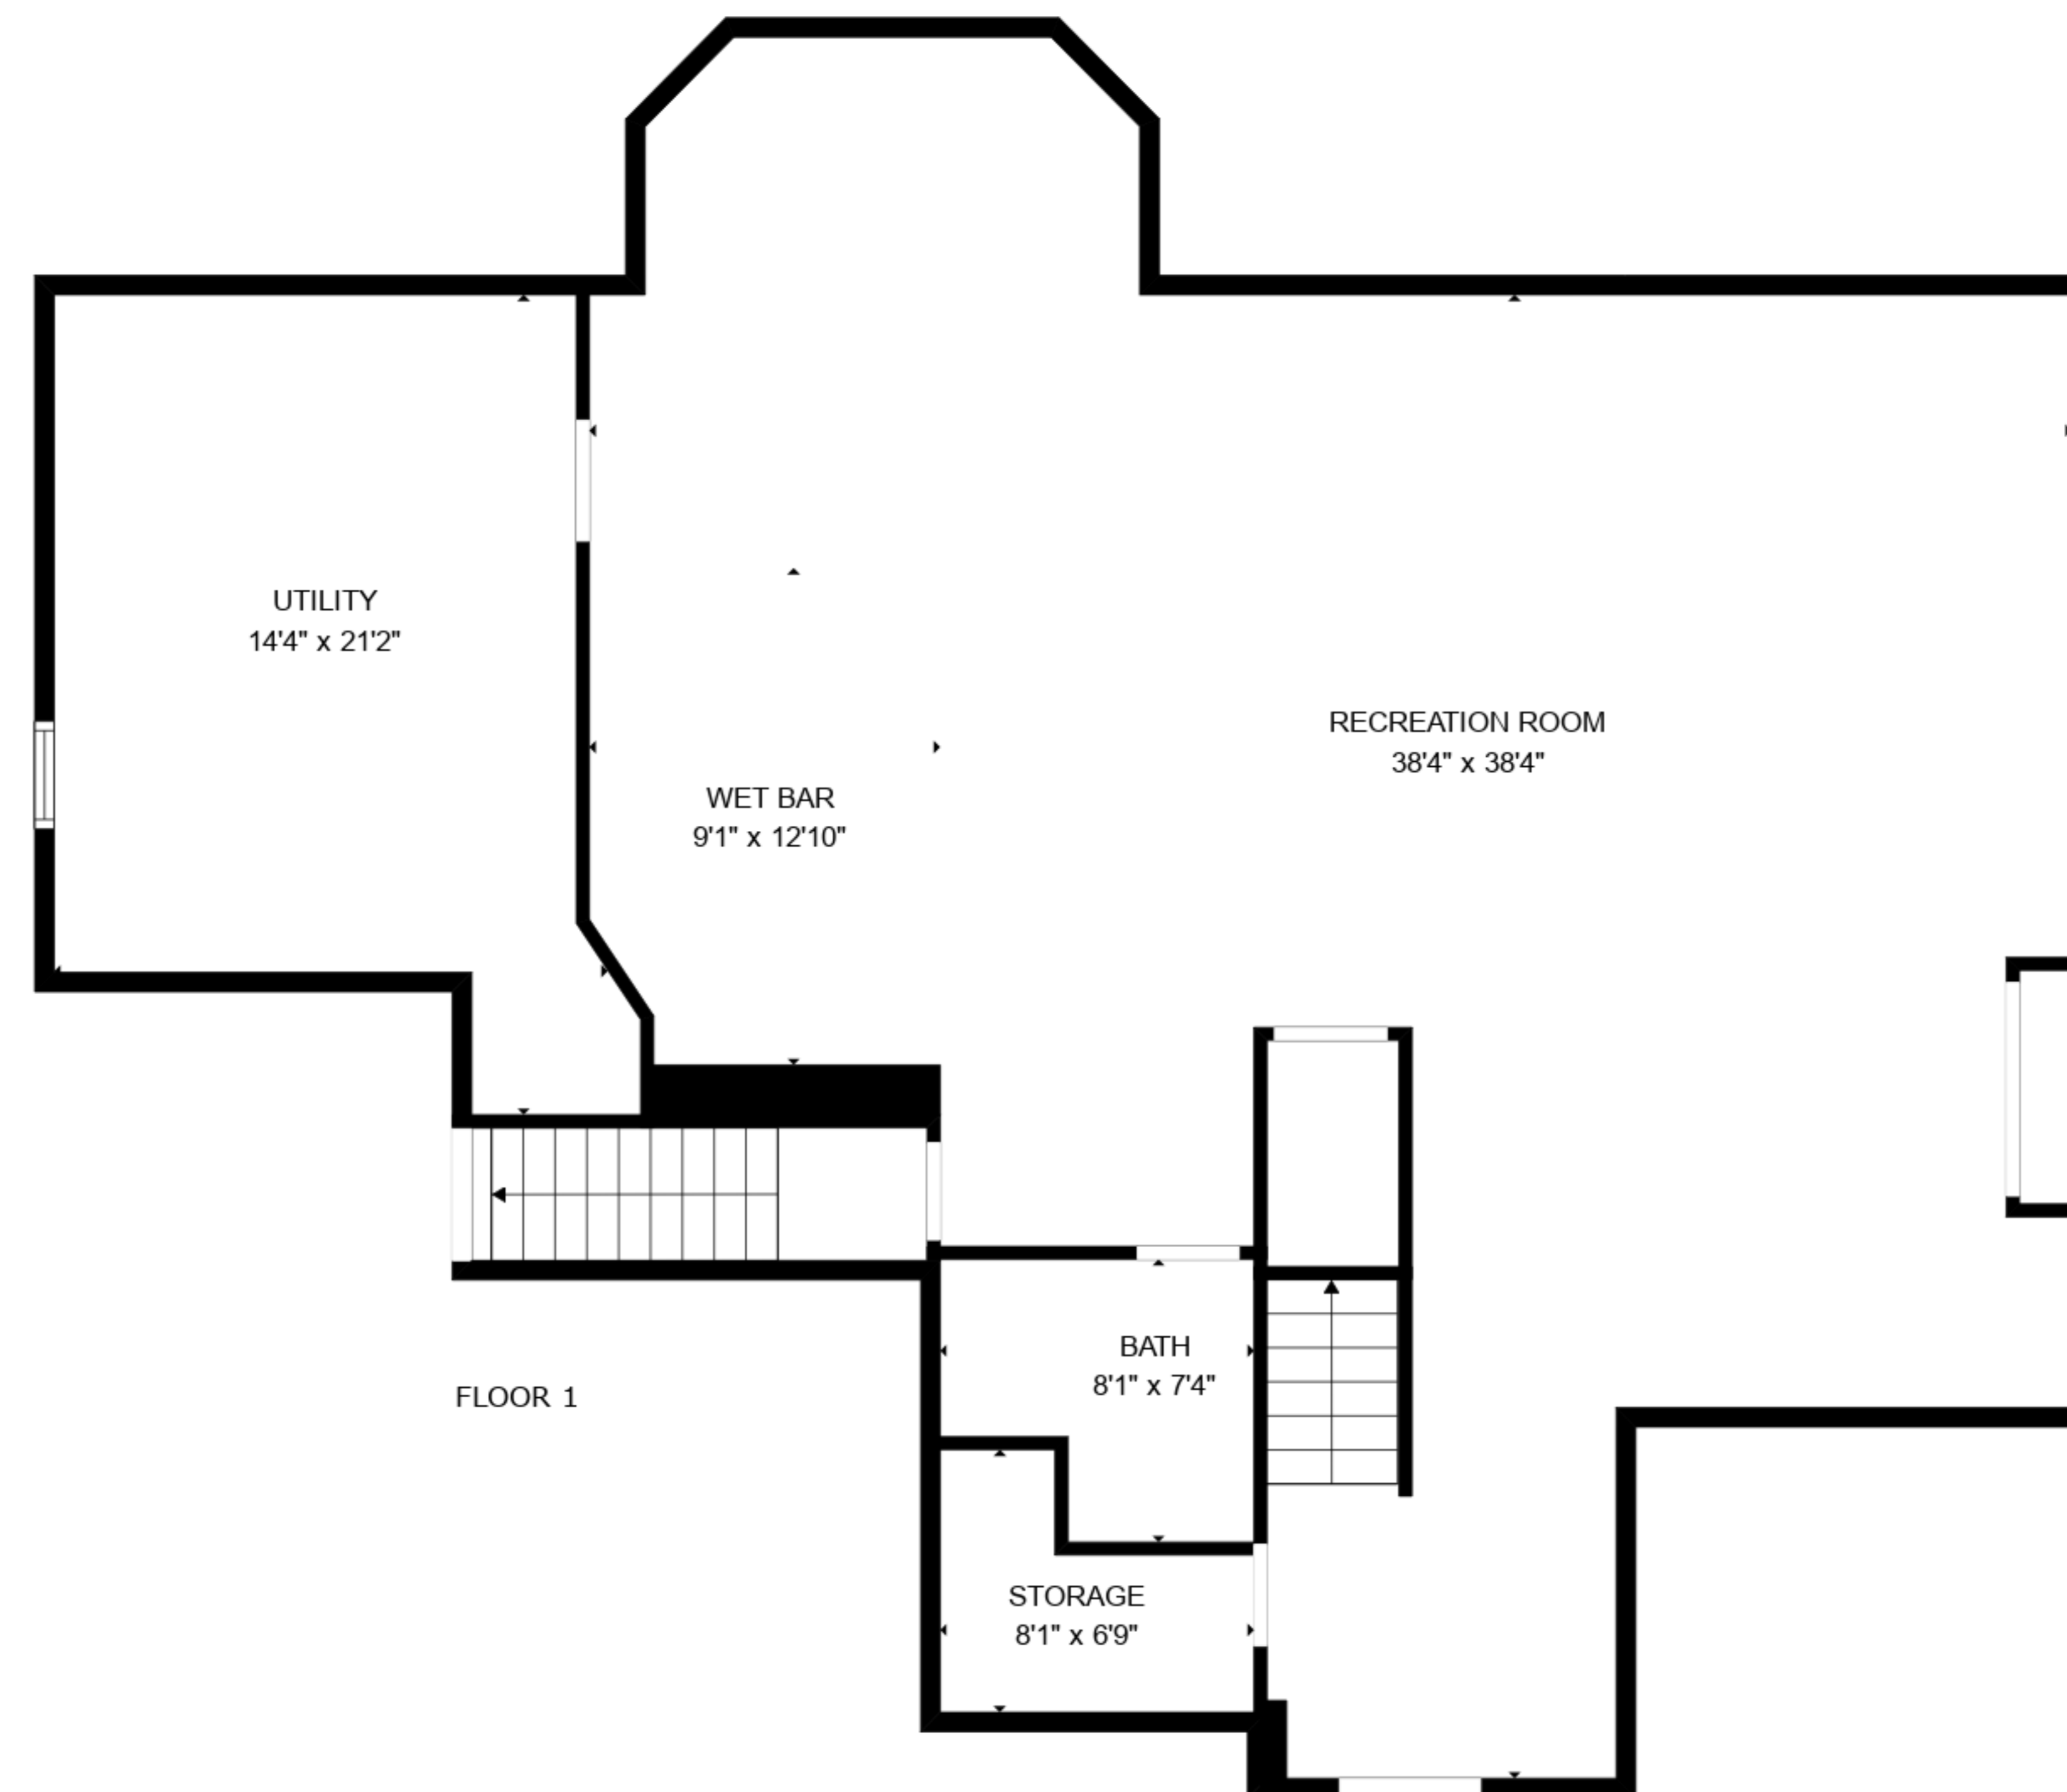 UTILITY
14'4" x 21'2"
RECREATION ROOM
38'4" x 38'4"
WET BAR
9'1" x 12'10"
BATH
8'1" x 7'4"
FLOOR 1
STORAGE
8'1" x 6'9"